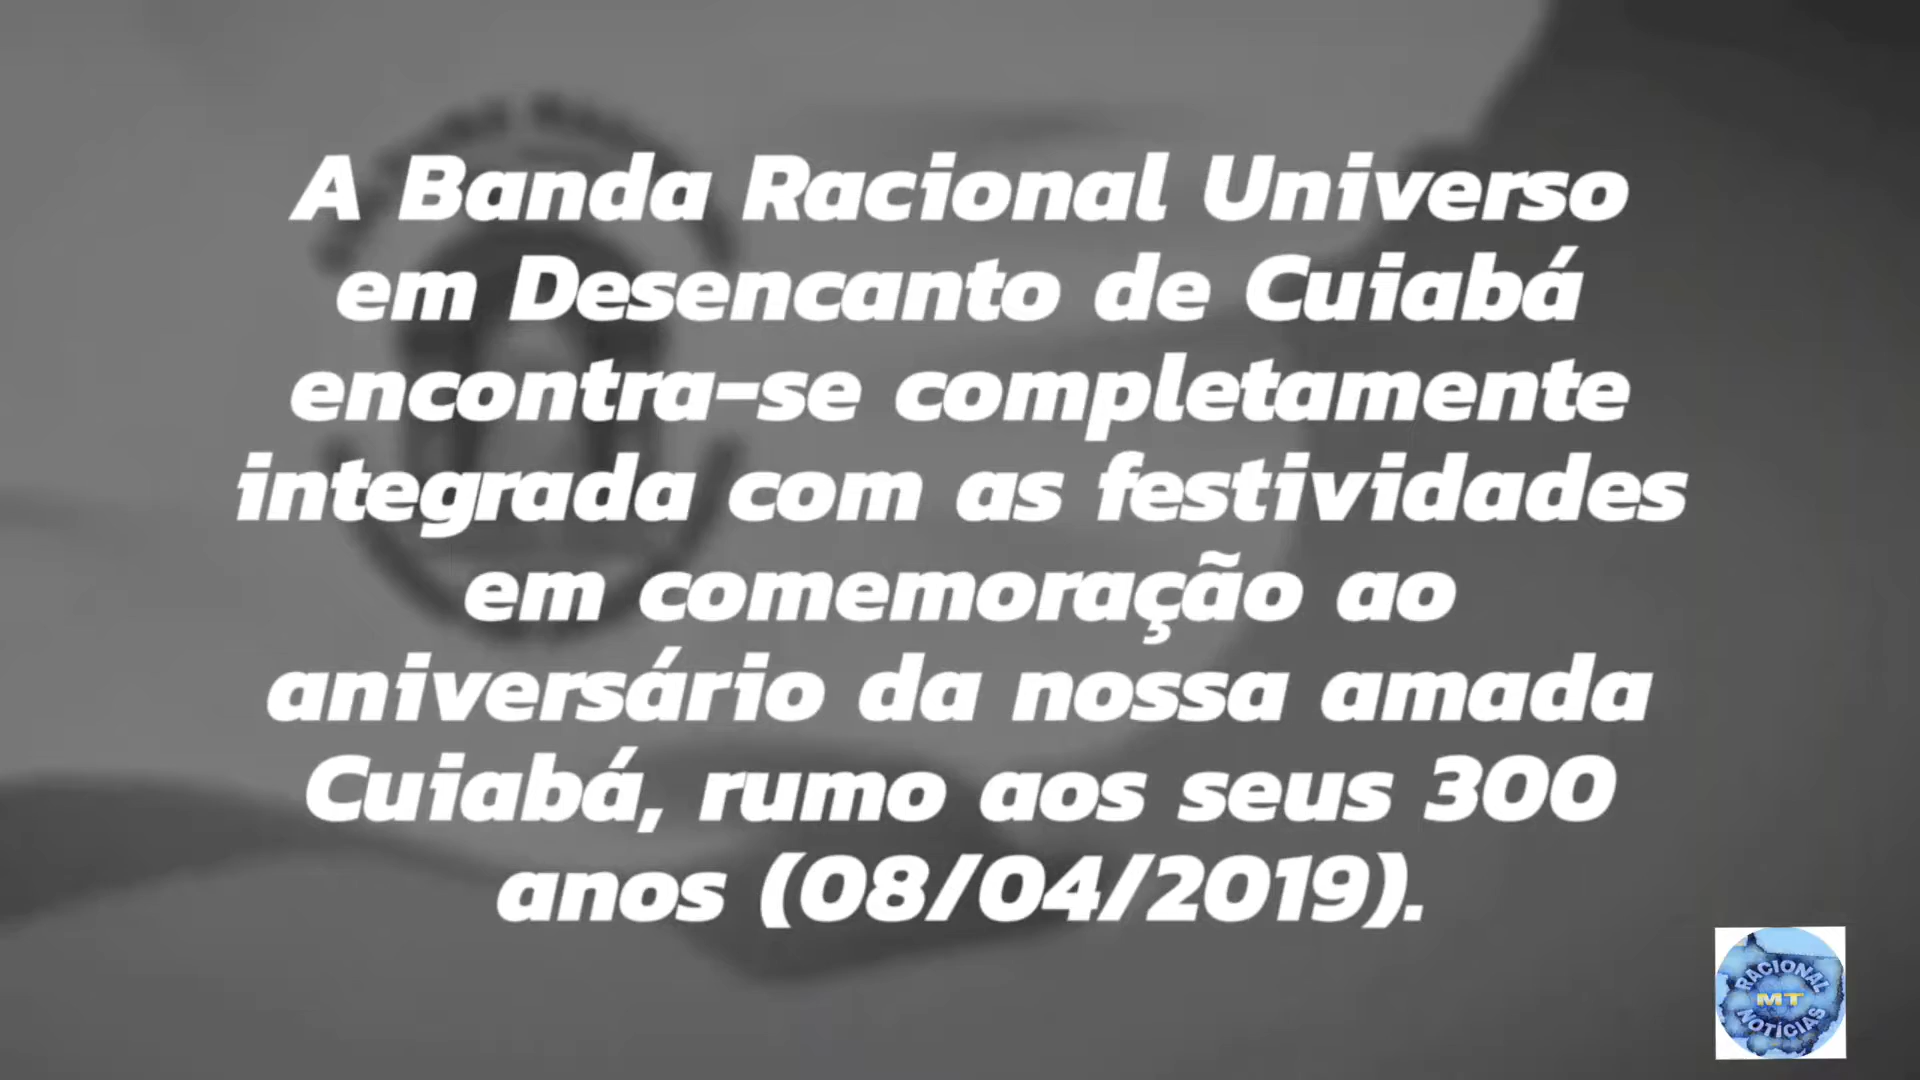 A Banda Racional Universo
em Desencanto de Cuiabá
encontra-se completamente
integrada com as festividades
em comemoração ao
aniversário da nossa amada
Cuiabá, rumo aos seus 300
anos (08/04/2019).
RACIONAL
MT
NOTÍCIAS